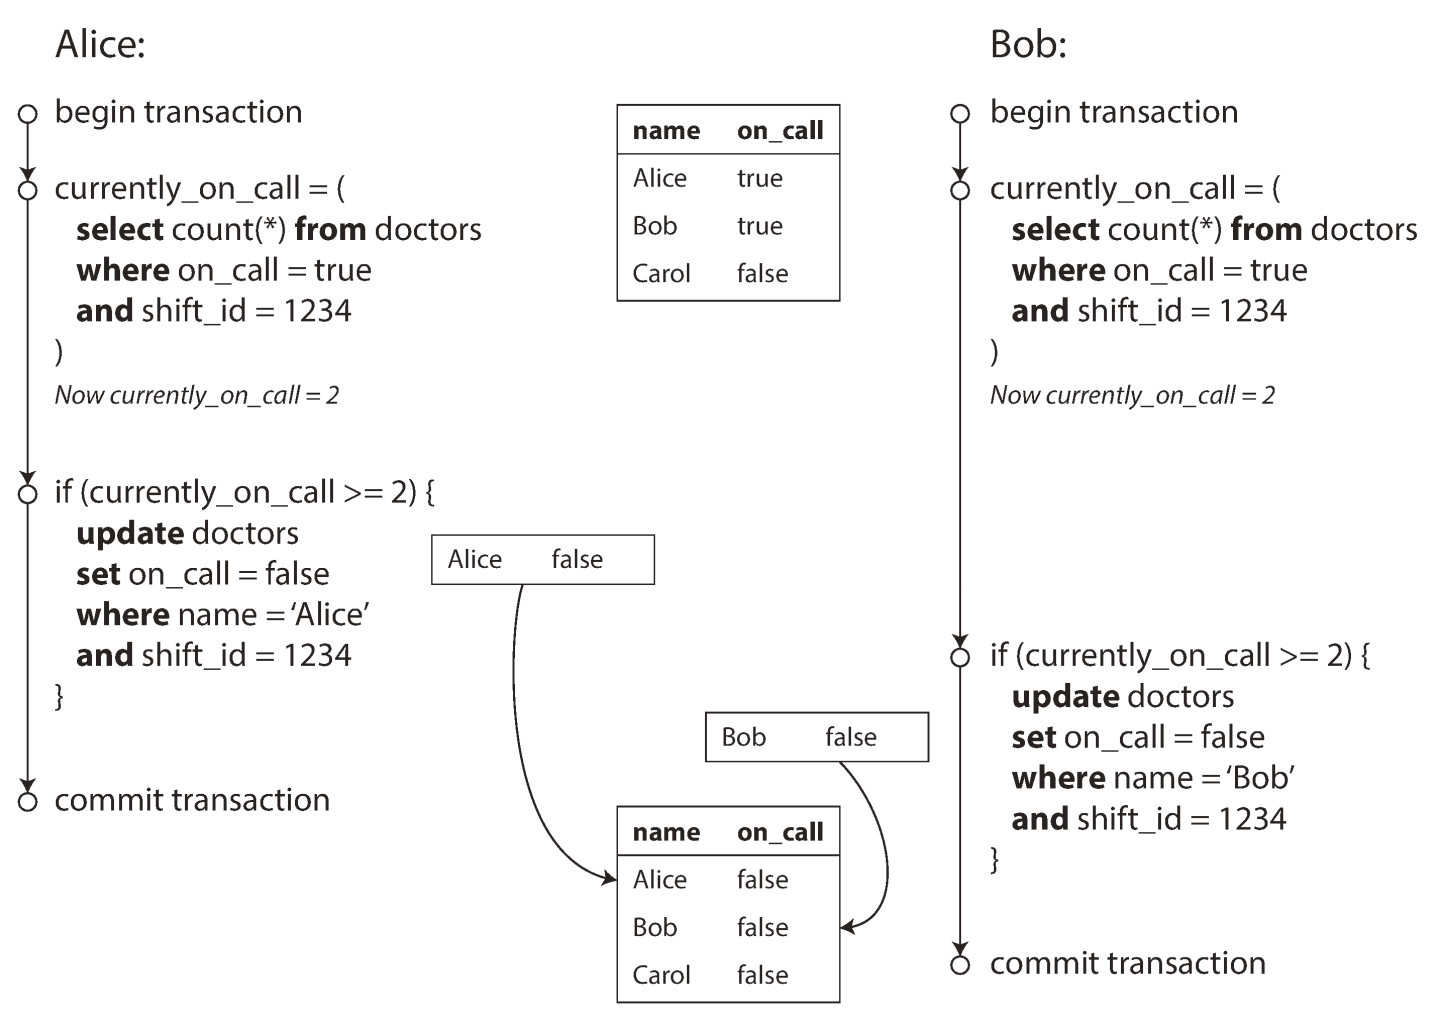 Alice:
begin transaction
currently_on_call = (
select count(*) from doctors
where on_call = true
and shift_id = 1234
)
Now currently_on_call = 2
if (currently_on_call >= 2) {
update doctors
set on_call = false
where name = ‘Alice’
and shift_id = 1234
}
commit transaction
name on_call
Alice true
Bob true
Carol false
Alice false
Bob false
name on_call
Alice false
Bob false
Carol false
Bob:
begin transaction
currently_on_call = (
select count(*) from doctors
where on_call = true
and shift_id = 1234
)
Now currently_on_call = 2
if (currently_on_call >= 2) {
update doctors
set on_call = false
where name = ‘Bob’
and shift_id = 1234
}
commit transaction